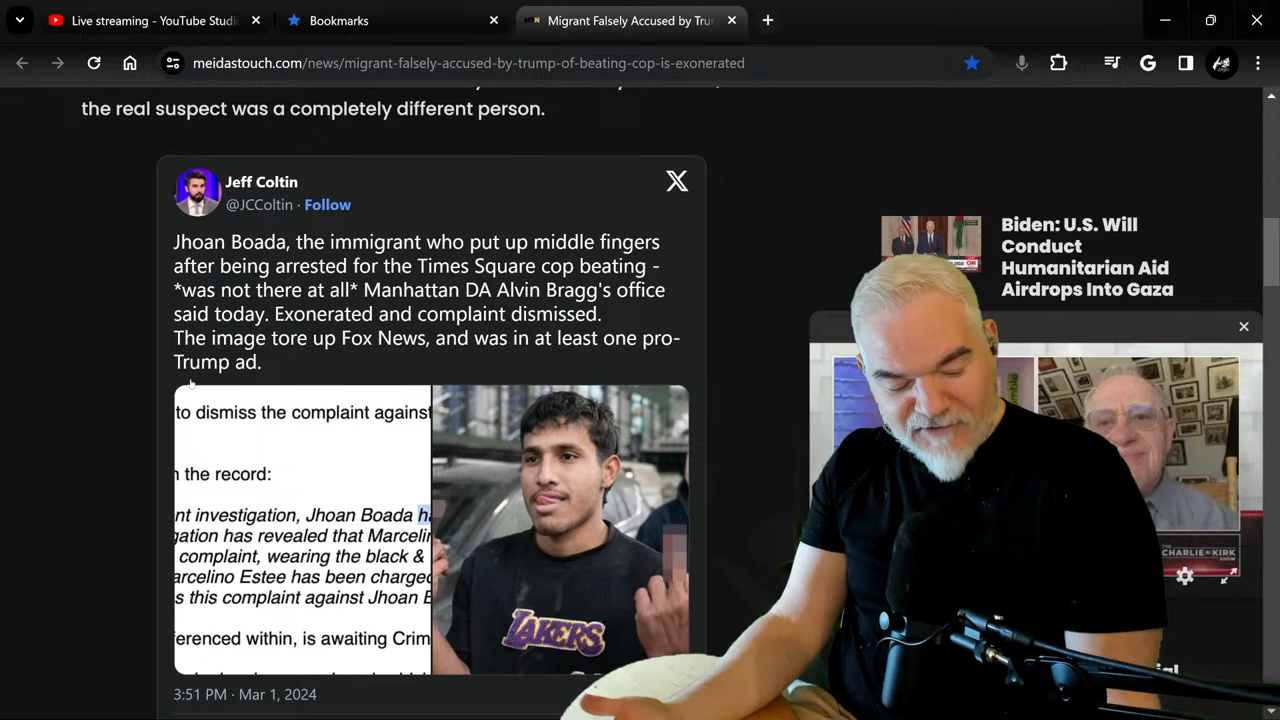 Live streaming - YouTube Studi
Bookmarks
Migrant Falsely Accused by Tru
meidastouch.com/news/migrant-falsely-accused-by-trump-of-beating-cop-is-exonerated
the real suspect was a completely different person.
Jeff Coltin
@JCColtin · Follow
Jhoan Boada, the immigrant who put up middle fingers
after being arrested for the Times Square cop beating -
*was not there at all* Manhattan DA Alvin Bragg's office
said today. Exonerated and complaint dismissed.
The image tore up Fox News, and was in at least one pro-
Trump ad.
to dismiss the complaint against
n the record:
nt investigation, Jhoan Boada ha
gation has revealed that Marcelin
complaint, wearing the black &
arcelino Estee has been charged
s this complaint against Jhoan B
ferenced within, is awaiting Crim
LAKERS
3:51 PM · Mar 1, 2024
Biden: U.S. Will
Conduct
Humanitarian Aid
Airdrops Into Gaza
THE
CHARLIE KIRK
SHOW